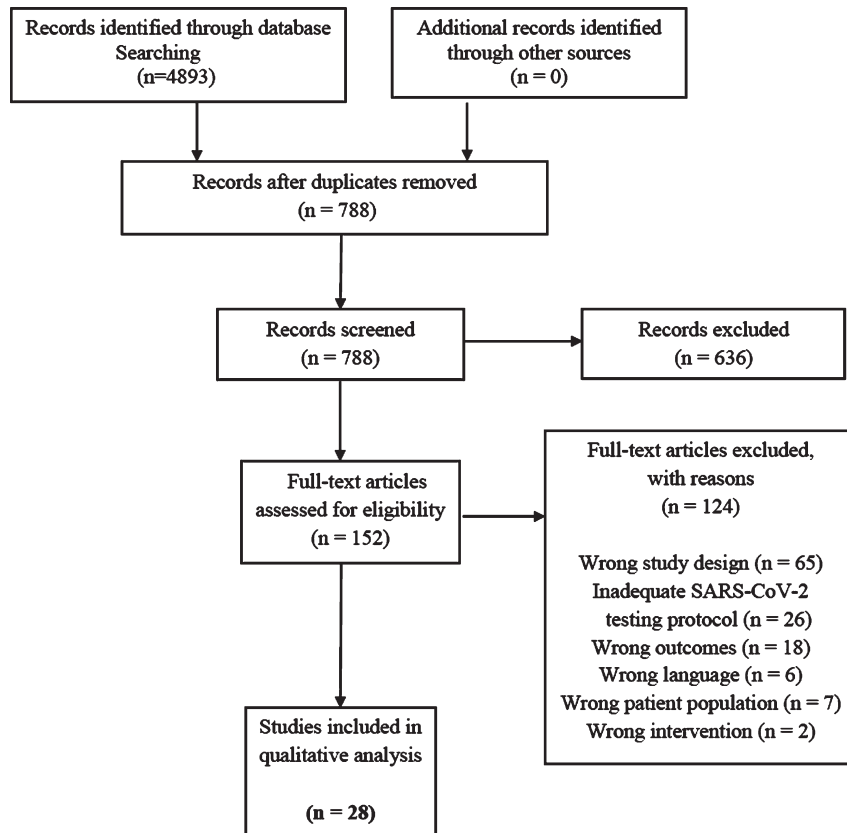 Records identified through database
Searching
(n=4893)
Additional records identified
through other sources
(n = 0)
Records after duplicates removed
(n = 788)
Records screened
(n = 788)
Records excluded
(n = 636)
Full-text articles
assessed for eligibility
(n = 152)
Full-text articles excluded,
with reasons
(n = 124)
Wrong study design (n = 65)
Inadequate SARS-CoV-2
testing protocol (n = 26)
Wrong outcomes (n = 18)
Wrong language (n = 6)
Wrong patient population (n = 7)
Wrong intervention (n = 2)
Studies included in
qualitative analysis
(n = 28)